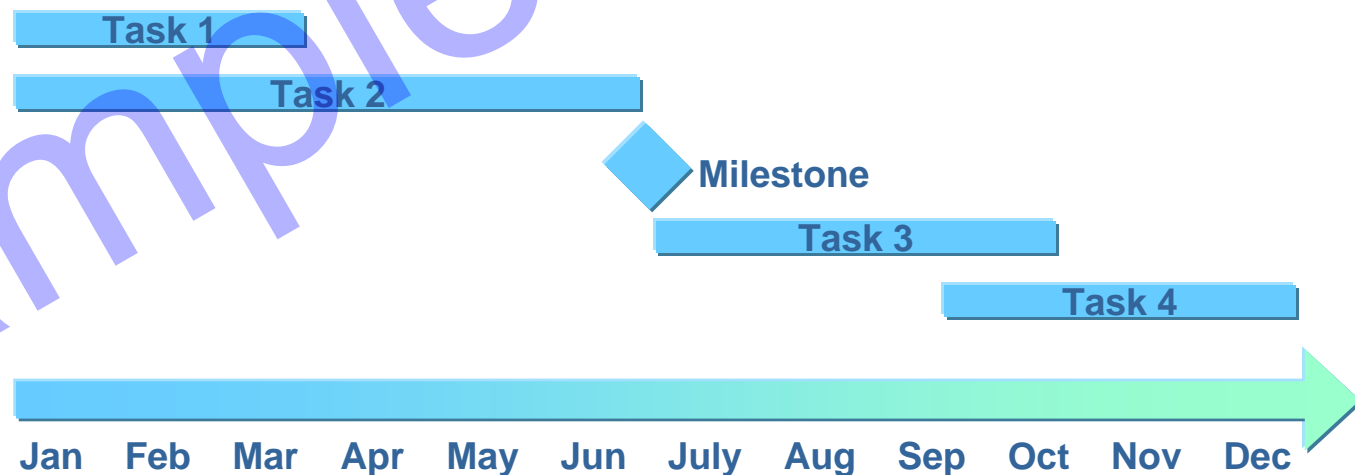 Task 1
Task 2
Milestone
Task 3
Task 4
Jan Feb Mar Apr May Jun July Aug Sep Oct Nov Dec